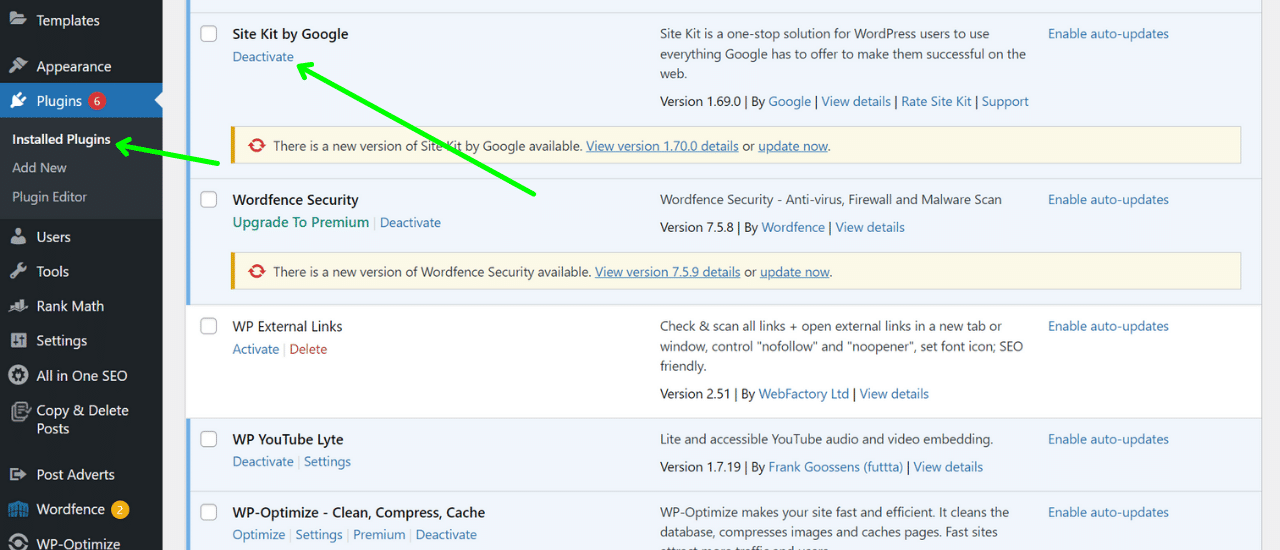 Templates
Appearance
Plugins 6
Installed Plugins
Add New
Plugin Editor
Users
Tools
Rank Math
Settings
All in One SEO
Copy & Delete
Posts
Post Adverts
Wordfence 2
WP-Optimize
Site Kit by Google
Deactivate
Site Kit is a one-stop solution for WordPress users to use
everything Google has to offer to make them successful on the
web.
Version 1.69.0 | By Google | View details | Rate Site Kit | Support
Enable auto-updates
There is a new version of Site Kit by Google available. View version 1.70.0 details or update now.
Wordfence Security
Upgrade To Premium | Deactivate
Wordfence Security - Anti-virus, Firewall and Malware Scan
Version 7.5.8 | By Wordfence | View details
Enable auto-updates
There is a new version of Wordfence Security available. View version 7.5.9 details or update now.
WP External Links
Activate | Delete
Check & scan all links + open external links in a new tab or
window, control "nofollow" and "noopener", set font icon; SEO
friendly.
Version 2.51 | By WebFactory Ltd | View details
Enable auto-updates
WP YouTube Lyte
Deactivate | Settings
Lite and accessible YouTube audio and video embedding.
Version 1.7.19 | By Frank Goossens (futtta) | View details
Enable auto-updates
WP-Optimize - Clean, Compress, Cache
Optimize | Settings | Premium | Deactivate
WP-Optimize makes your site fast and efficient. It cleans the
database, compresses images and caches pages. Fast sites
attract more traffic and users.
Enable auto-updates